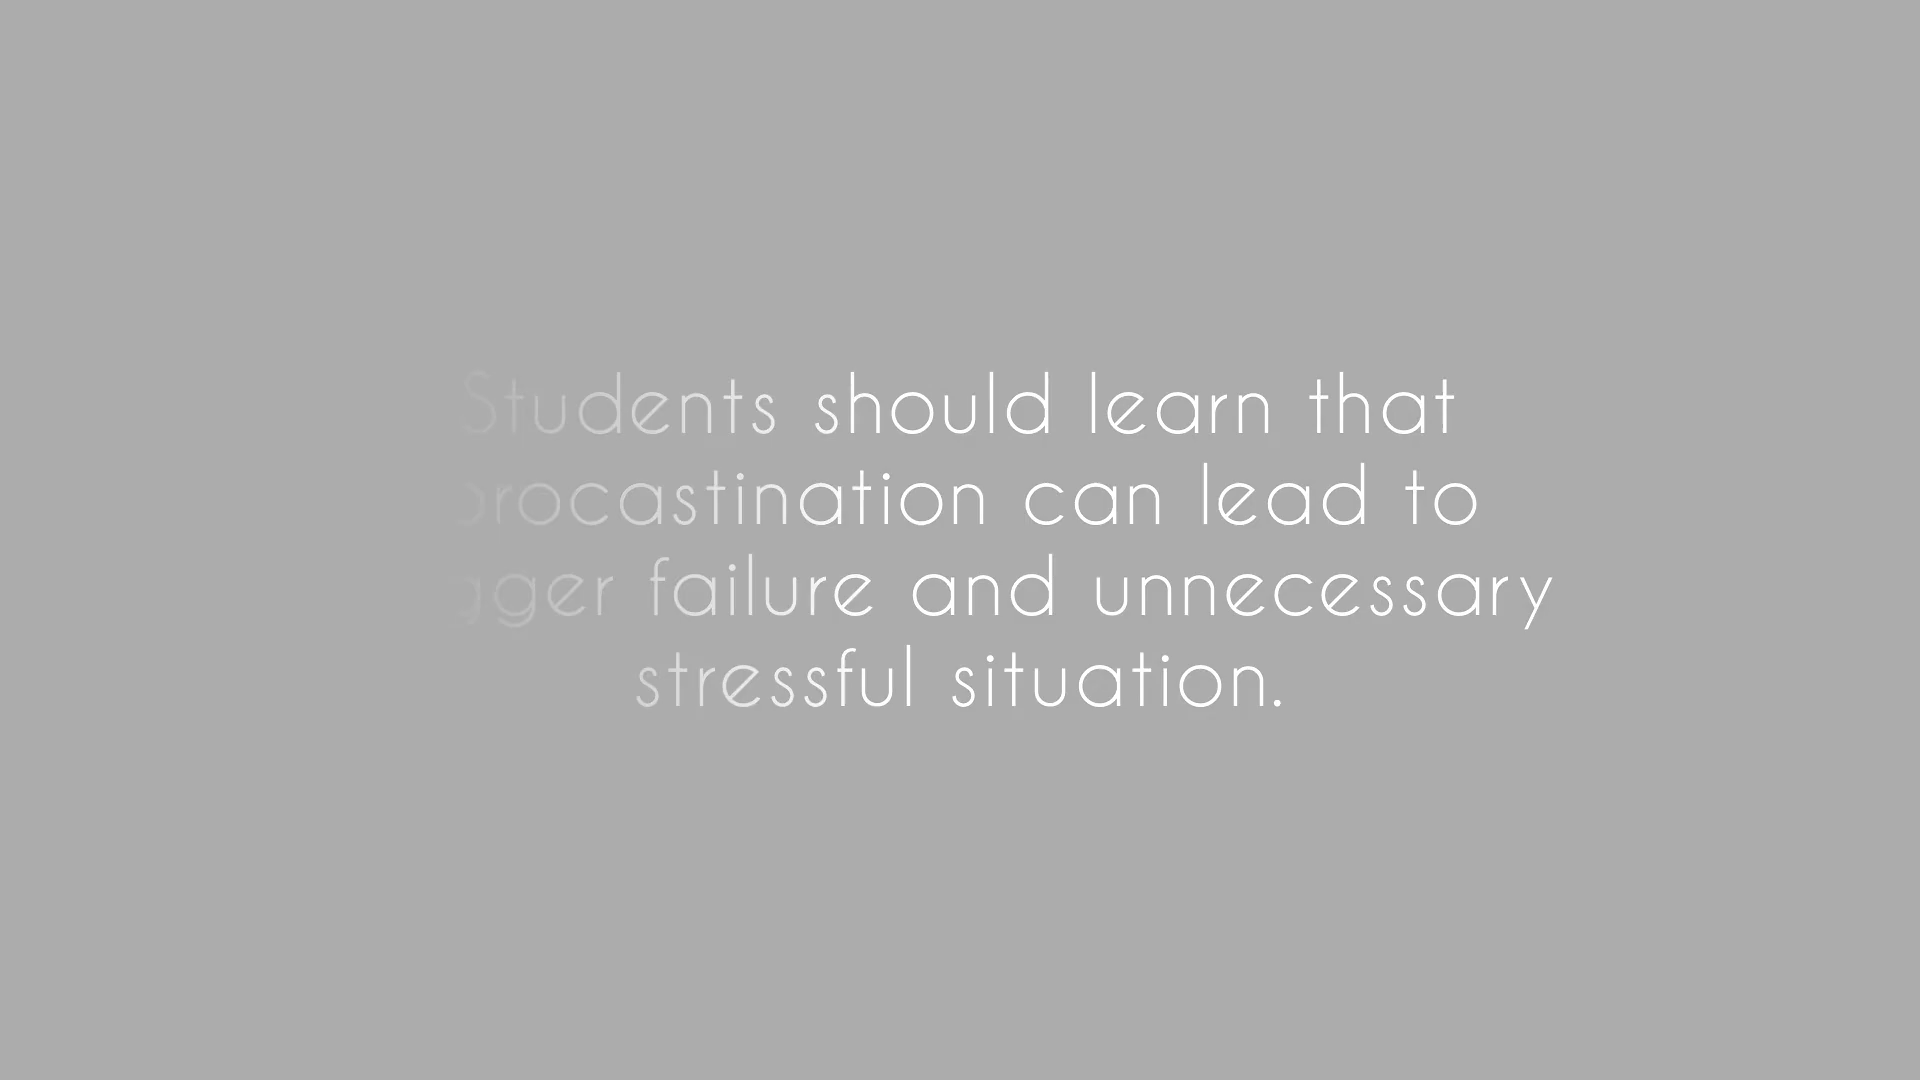 Students should learn that
procastination can lead to
failure and unnecessary
stressful situation.